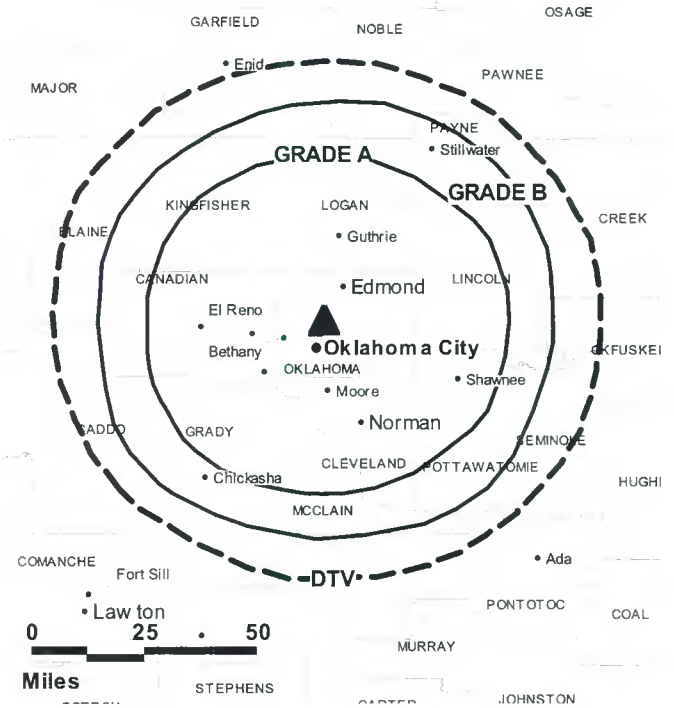 OSAGE
GARFIELD
NOBLE
Enid
PAWNEE
MAJOR
PAYNE
Stillwater
GRADE A
GRADE B
KINGFISHER
LOGAN
CREEK
BLAINE
Guthrie
CANADIAN
LINCOLN
Edmond
El Reno
Oklahoma City
Bethany
OKFUSKEI
OKLAHOMA
Shawnee
Moore
Norman
CADDO
GRADY
SEMINOLE
CLEVELAND
POTTAWATOMIE
Chickasha
HUGHI
MCCLAIN
COMANCHE
Ada
Fort Sill
DTV
Lawton
PONTOTOC
COAL
0 25 50
MURRAY
Miles
STEPHENS
JOHNSTON